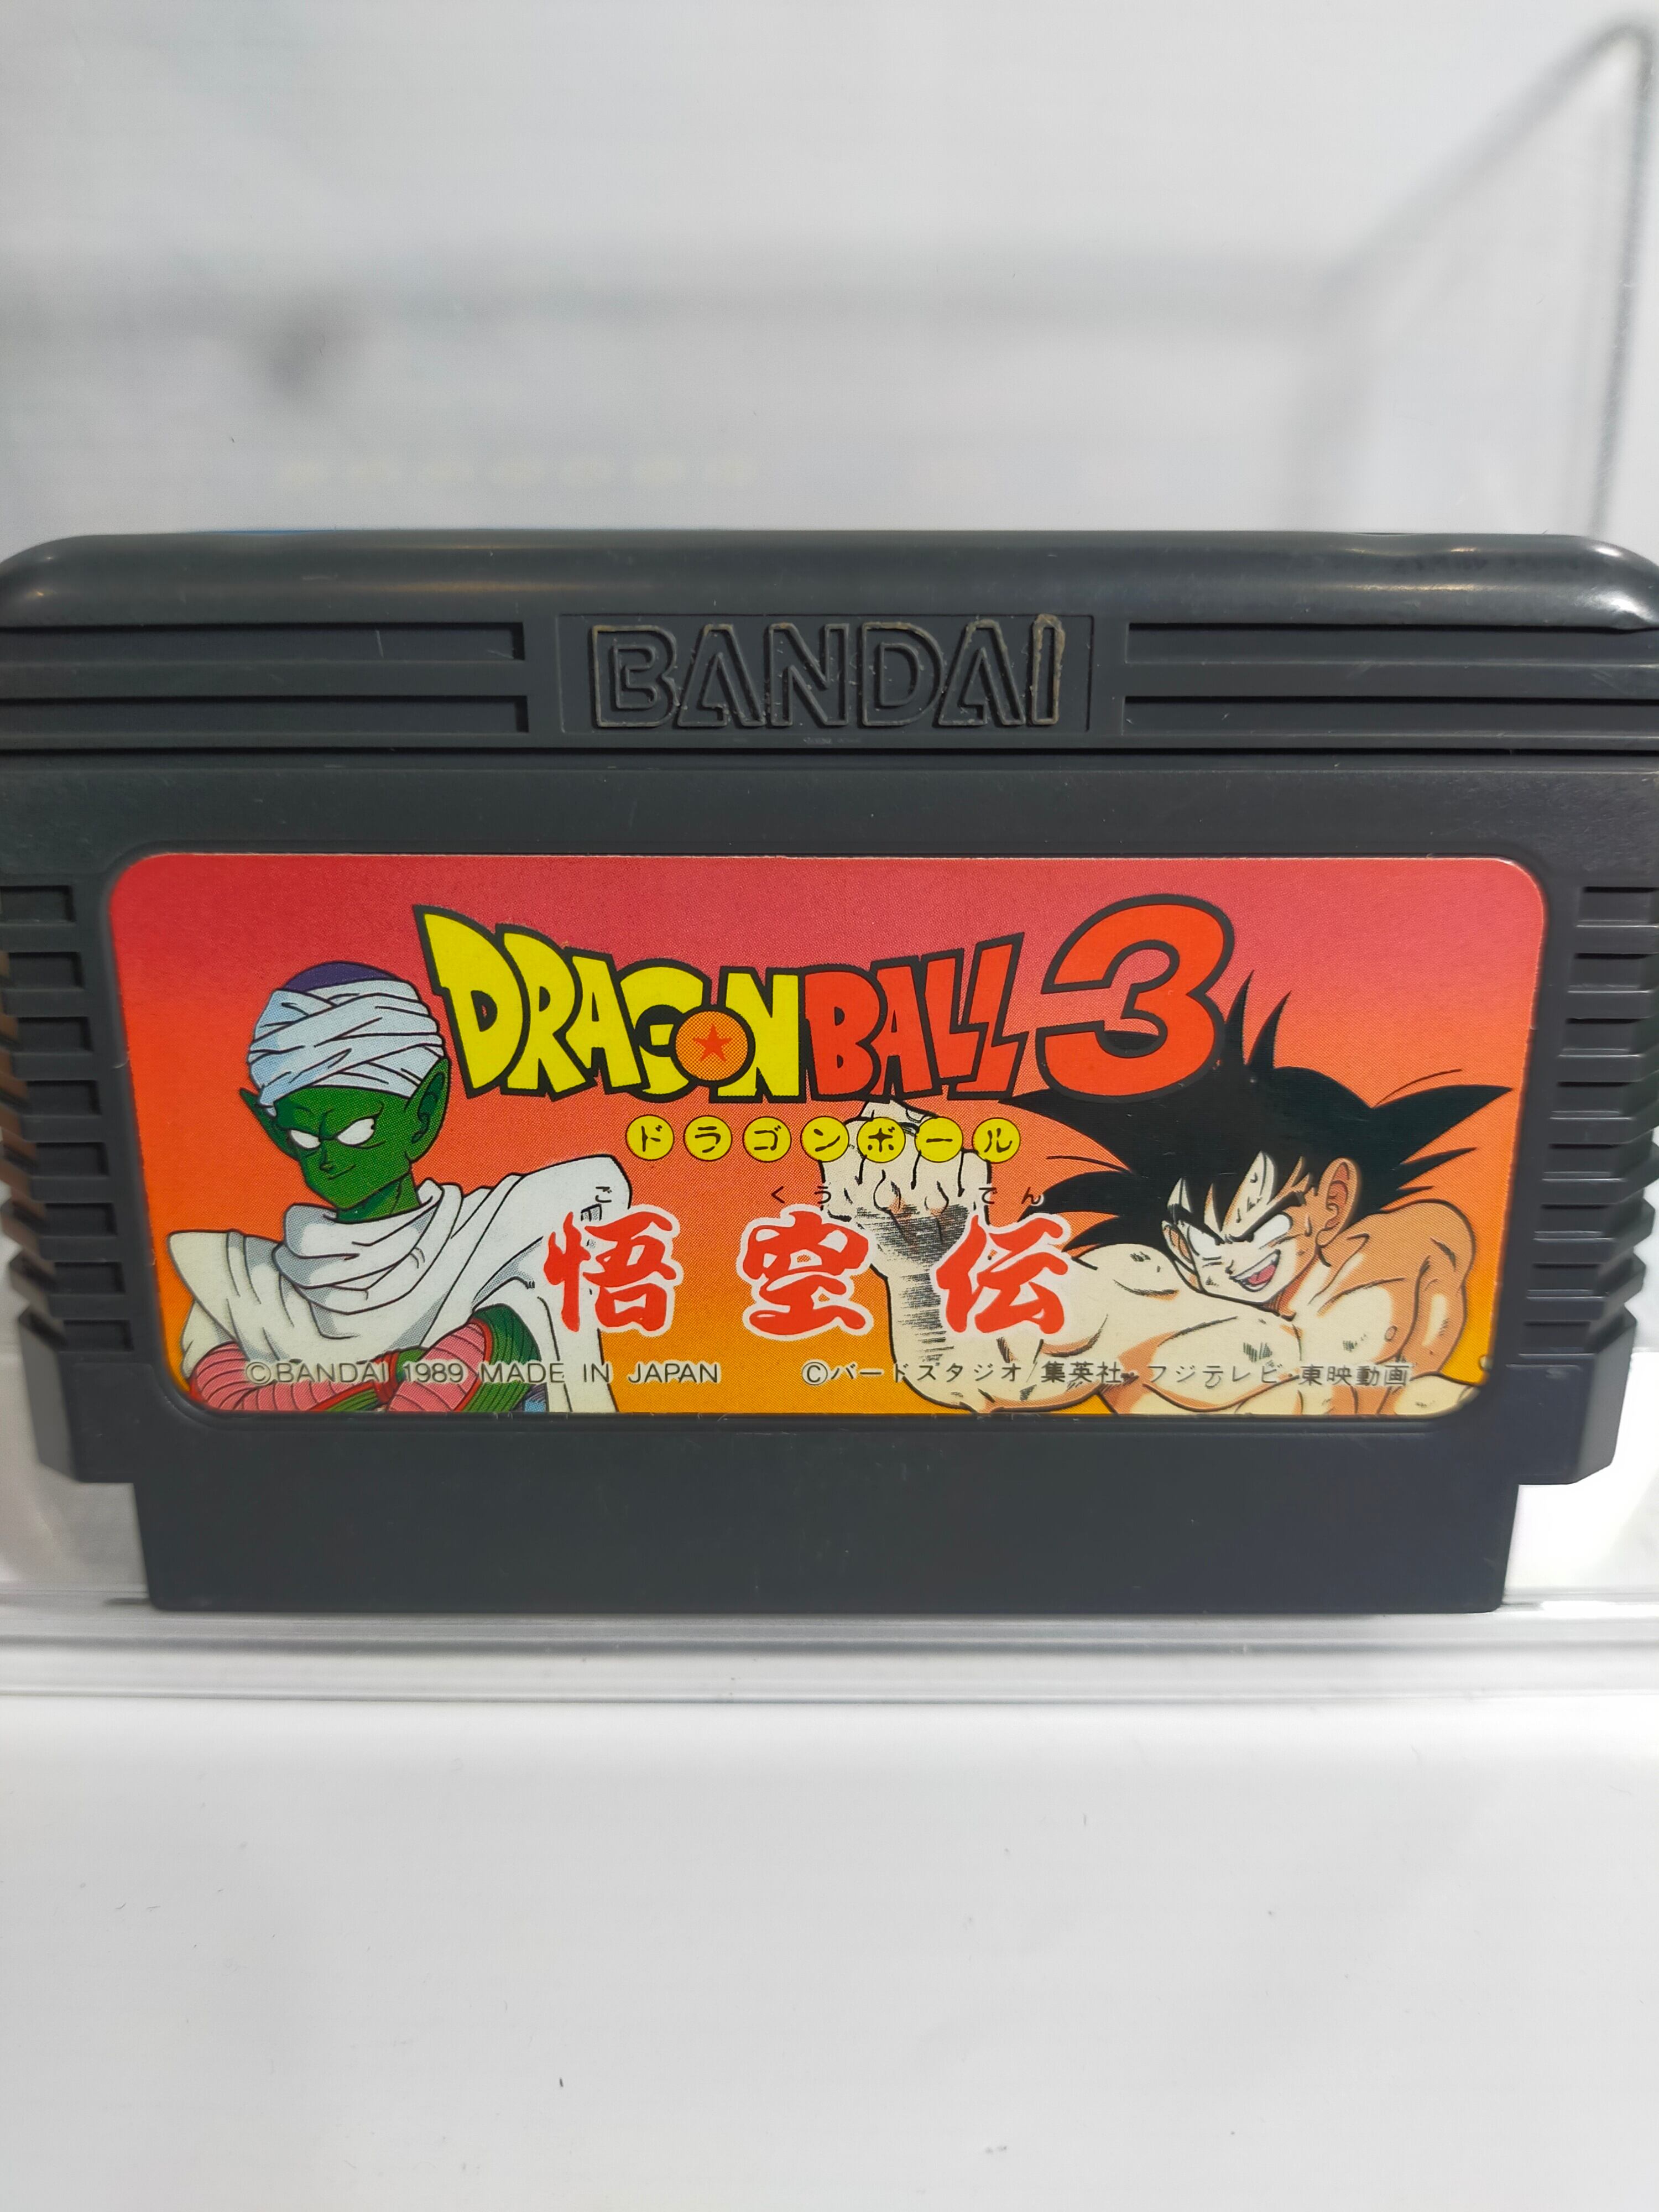 BANDAI
DRAGON BALL 3
ドラゴンボール
ご くう でん
悟空伝
©BANDAI 1989 MADE IN JAPAN
©バードスタジオ/集英社・フジテレビ・東映動画